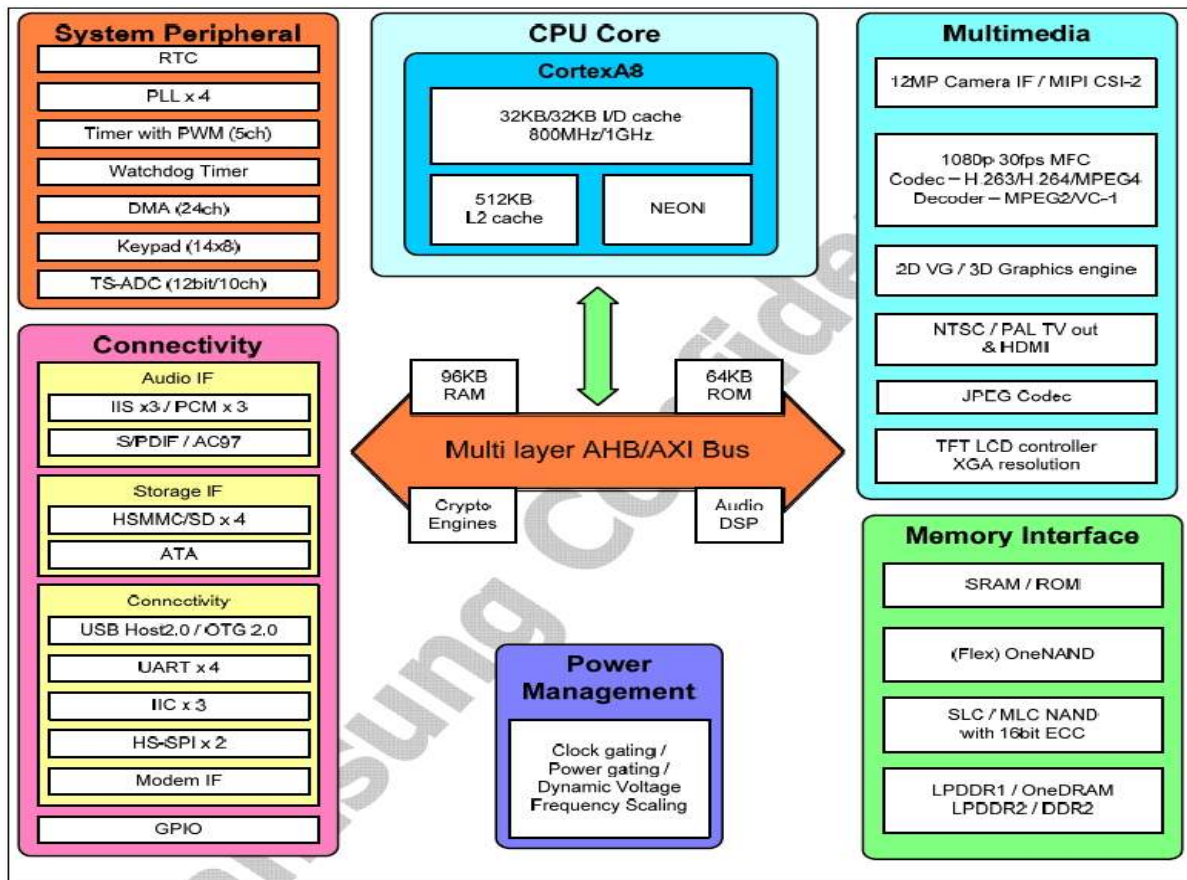 System Peripheral
RTC
PLL x 4
Timer with PWM (5ch)
Watchdog Timer
DMA (24ch)
Keypad (14x8)
TS-ADC (12bit/10ch)
Connectivity
Audio IF
IIS x3 / PCM x 3
S/PDIF / AC97
Storage IF
HSMMC/SD x 4
ATA
Connectivity
USB Host2.0 / OTG 2.0
UART x 4
IIC x 3
HS-SPI x 2
Modem IF
GPIO
CPU Core
CortexA8
32KB/32KB I/D cache
800MHz/1GHz
512KB
L2 cache
NEON
96KB
RAM
64KB
ROM
Multi layer AHB/AXI Bus
Crypto
Engines
Audio
DSP
Power
Management
Clock gating /
Power gating /
Dynamic Voltage
Frequency Scaling
Multimedia
12MP Camera IF / MIPI CSI-2
1080p 30fps MFC
Codec – H.263/H.264/MPEG4
Decoder – MPEG2/VC-1
2D VG / 3D Graphics engine
NTSC / PAL TV out
& HDMI
JPEG Codec
TFT LCD controller
XGA resolution
Memory Interface
SRAM / ROM
(Flex) OneNAND
SLC / MLC NAND
with 16bit ECC
LPDDR1 / OneDRAM
LPDDR2 / DDR2